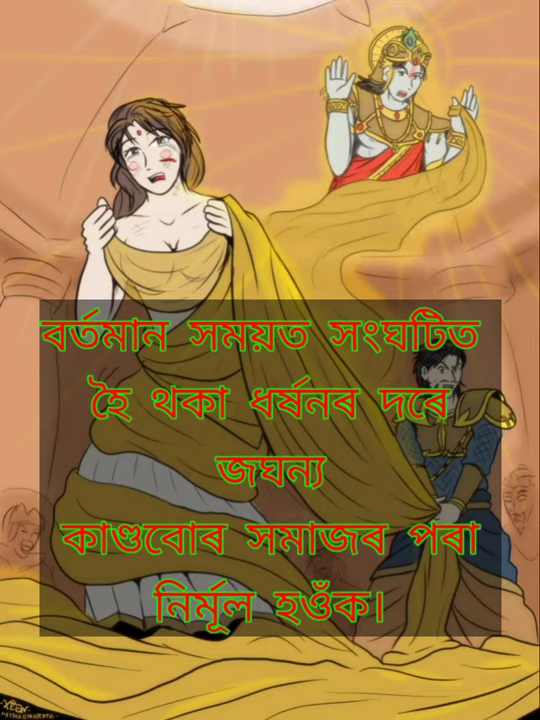 বৰ্তমান সময়ত সংঘটিত
হৈ থকা ধৰ্ষনৰ দৰে
জঘন্য
কাণ্ডবোৰ সমাজৰ পৰা
নিৰ্মূল হওঁক।